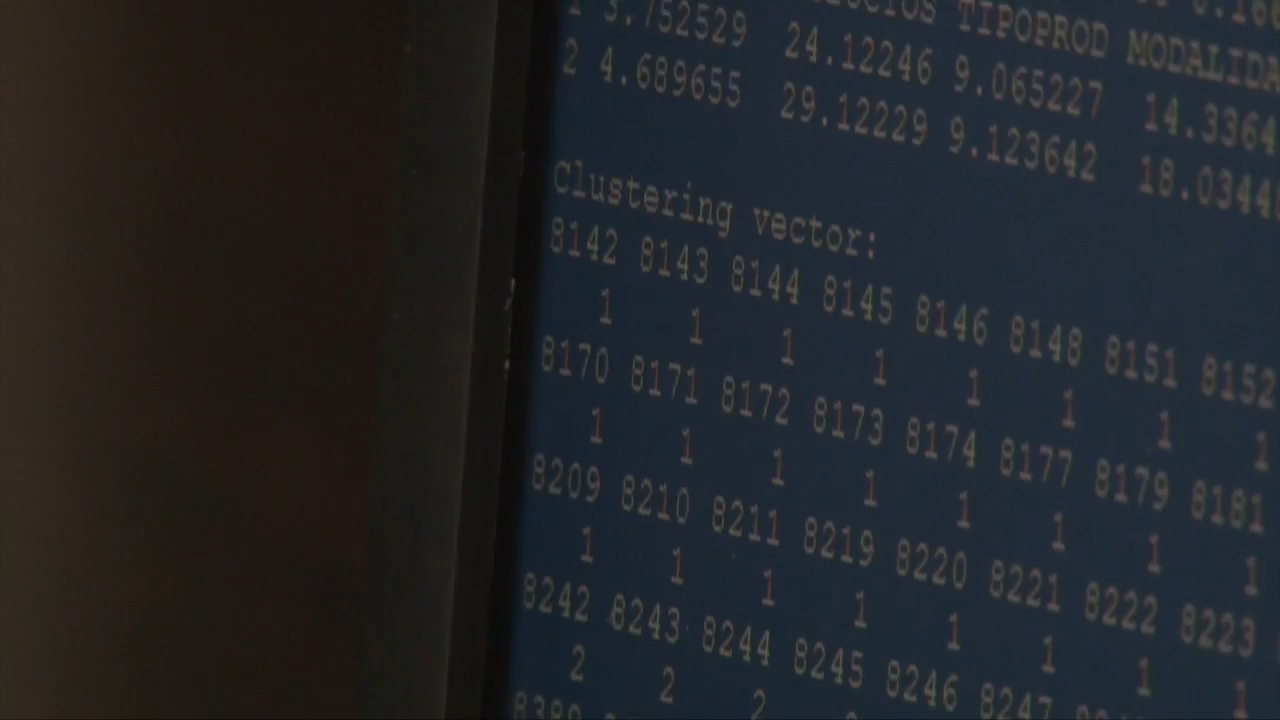 TIPOPROD MODALIDA
1 3.752529 24.12246 9.065227 14.3364
2 4.689655 29.12229 9.123642 18.0344
Clustering vector:
8142 8143 8144 8145 8146 8148 8151 8152
1 1 1 1 1 1 1 1
8170 8171 8172 8173 8174 8177 8179 8181
1 1 1 1 1 1 1 1
8209 8210 8211 8219 8220 8221 8222 8223
1 1 1 1 1 1 1 1
8242 8243 8244 8245 8246 8247
2 2 2